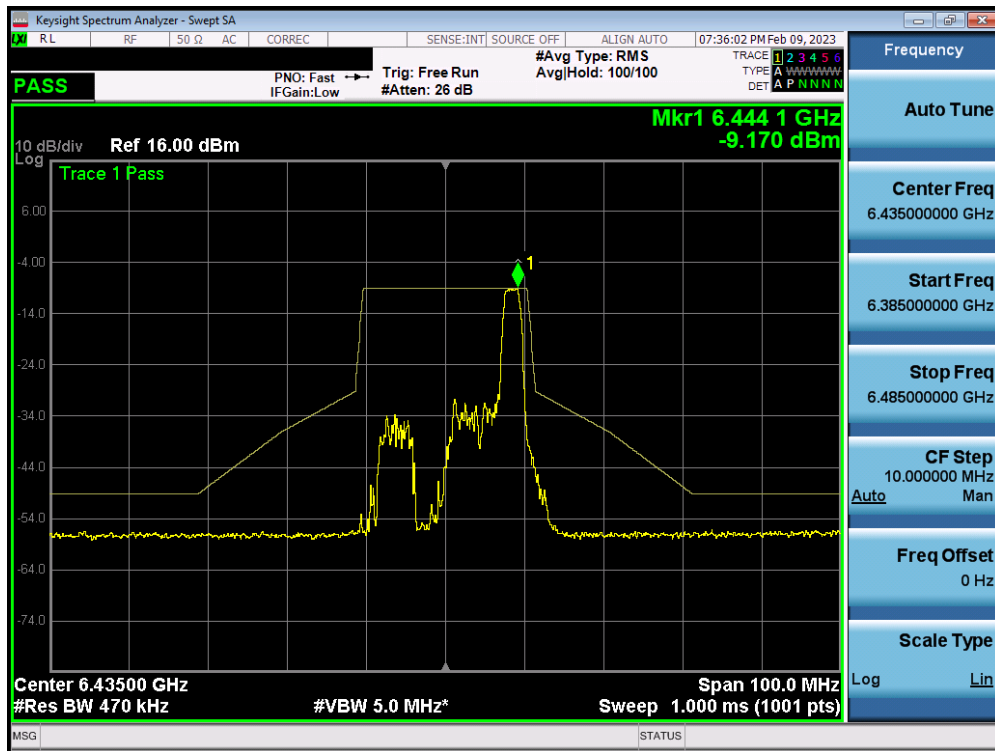 Keysight Spectrum Analyzer - Swept SA
LXI RL RF 50 Ω AC CORREC SENSE:INT SOURCE OFF ALIGN AUTO 07:36:02 PM Feb 09, 2023
PASS
PNO: Fast
IFGain:Low
Trig: Free Run
#Atten: 26 dB
#Avg Type: RMS
Avg|Hold: 100/100
TRACE 1 2 3 4 5 6
TYPE A WWWWW
DET A P N N N N
Mkr1 6.444 1 GHz
-9.170 dBm
10 dB/div Ref 16.00 dBm
Log
Trace 1 Pass
1
6.00
-4.00
-14.0
-24.0
-34.0
-44.0
-54.0
-64.0
-74.0
Center 6.43500 GHz Span 100.0 MHz
#Res BW 470 kHz #VBW 5.0 MHz* Sweep 1.000 ms (1001 pts)
MSG STATUS
Frequency
Auto Tune
Center Freq
6.435000000 GHz
Start Freq
6.385000000 GHz
Stop Freq
6.485000000 GHz
CF Step
10.000000 MHz
Auto Man
Freq Offset
0 Hz
Scale Type
Log Lin